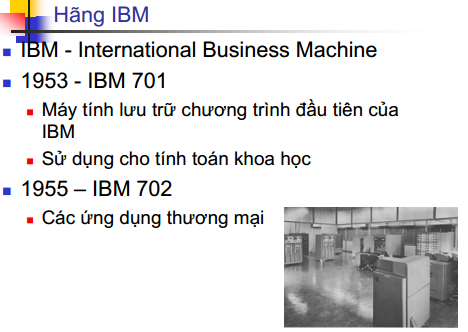 Hãng IBM
IBM - International Business Machine
1953 - IBM 701
Máy tính lưu trữ chương trình đầu tiên của
IBM
Sử dụng cho tính toán khoa học
1955 – IBM 702
Các ứng dụng thương mại